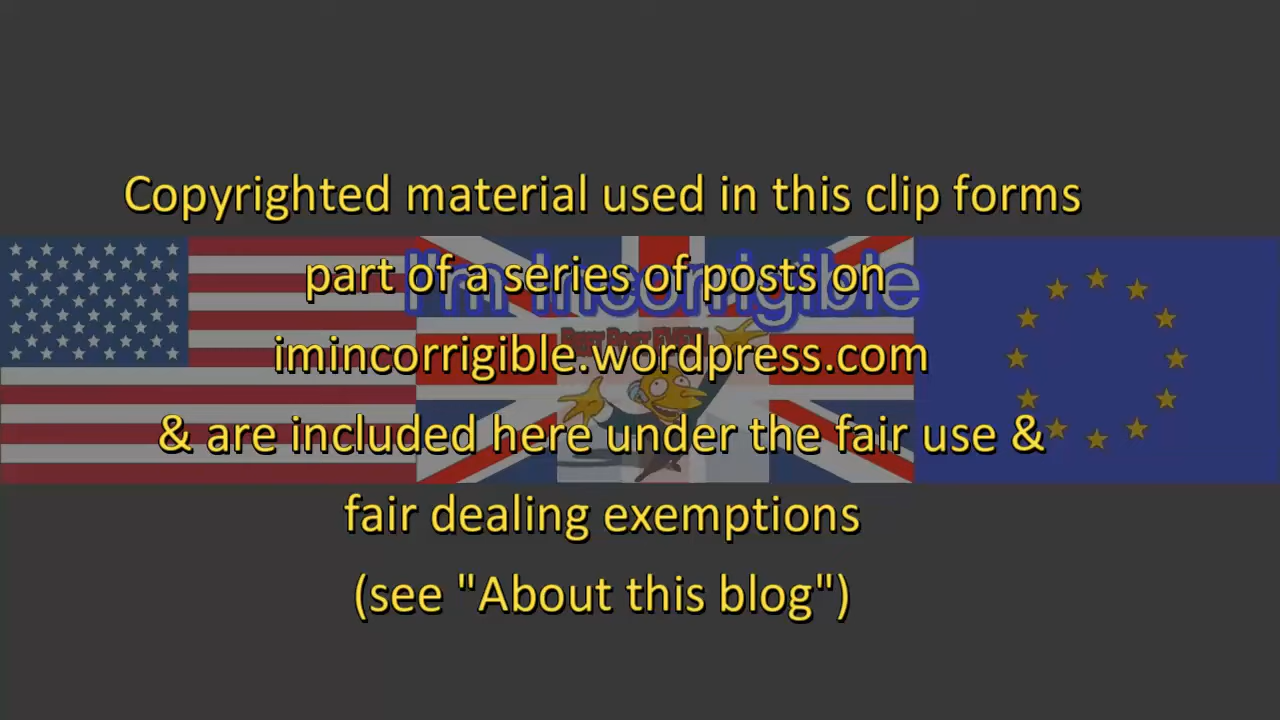 Copyrighted material used in this clip forms
part of a series of posts on
I'm Incorrigible
imincorrigible.wordpress.com
& are included here under the fair use &
fair dealing exemptions
(see "About this blog")